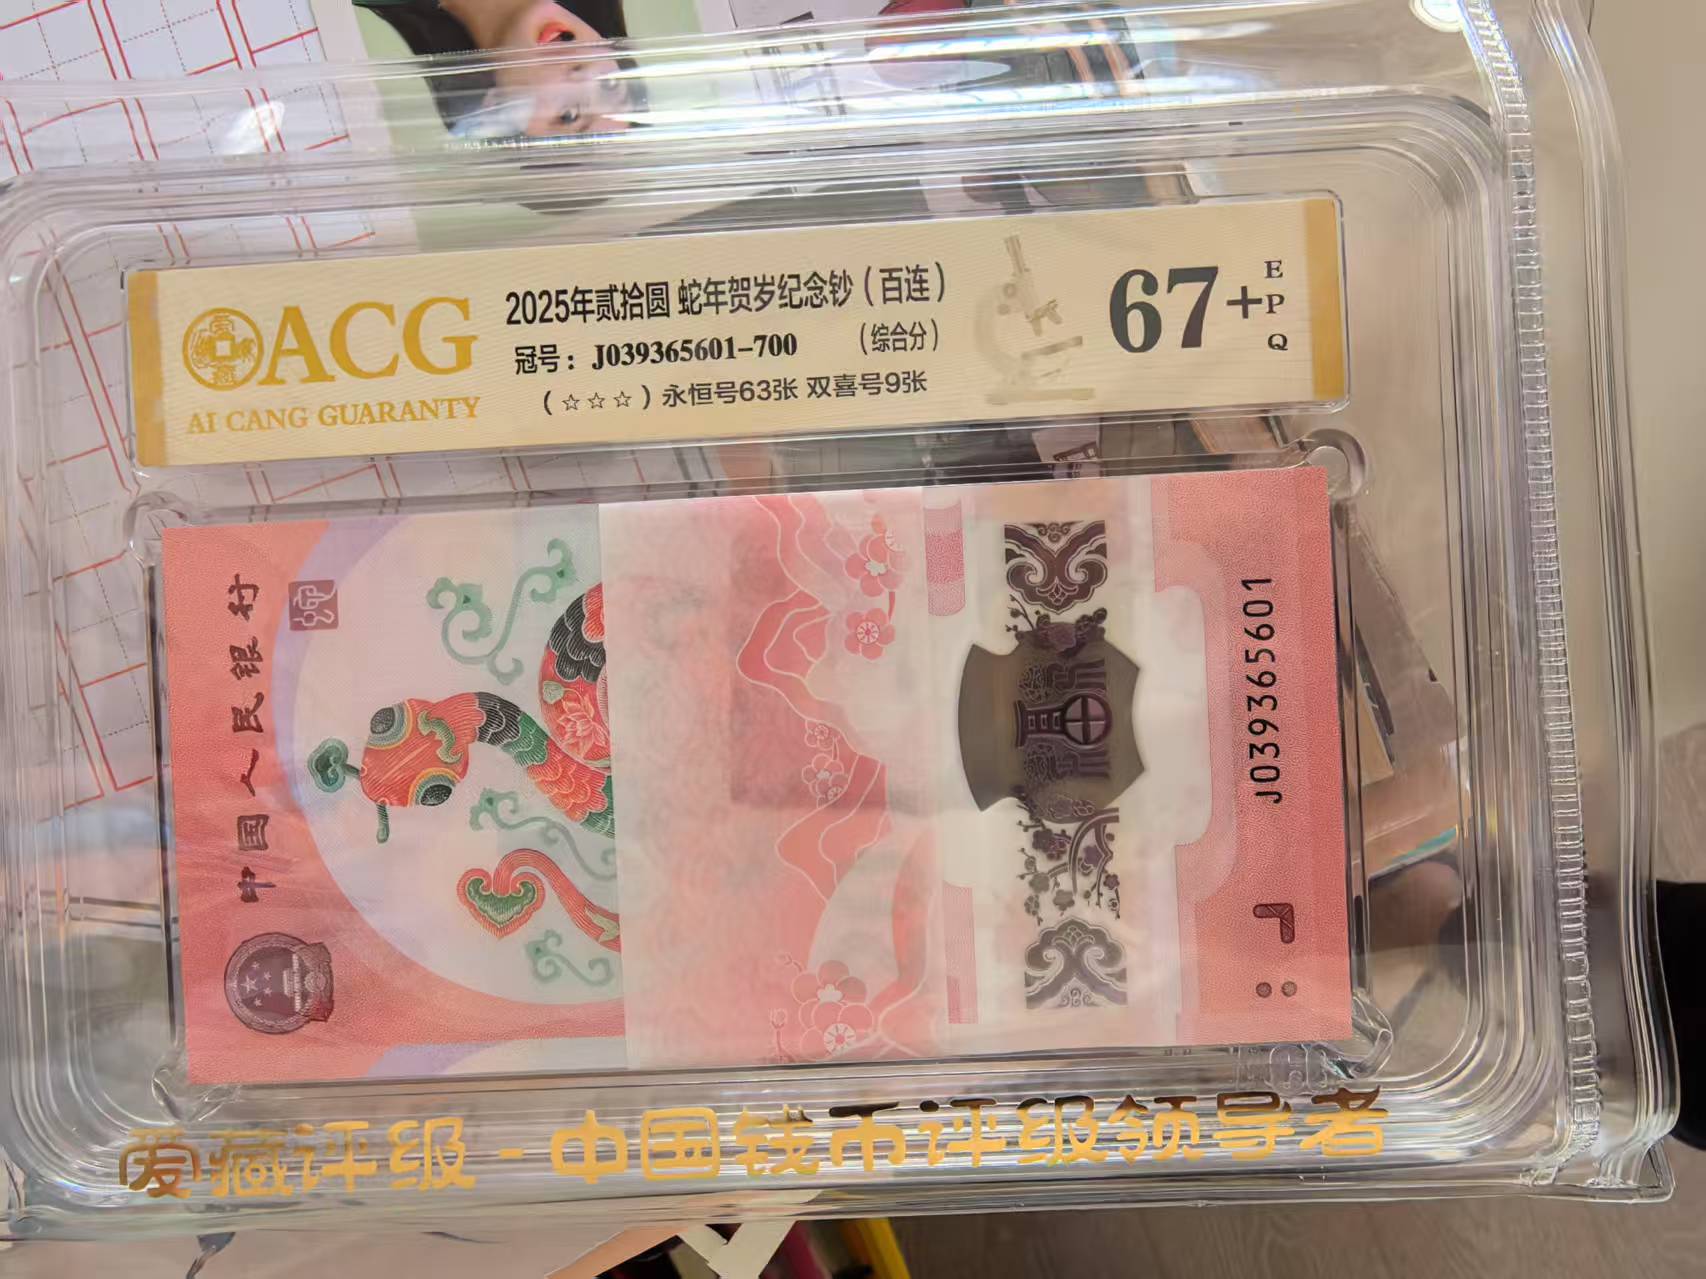 ACG
AI CANG GUARANTY
2025年贰拾圆 蛇年贺岁纪念钞（百连）
冠号：J039365601-700 （综合分）
（☆☆☆）永恒号63张 双喜号9张
67+
EPQ
中国人民银行
J039365601
爱藏评级-中国钱币评级领导者